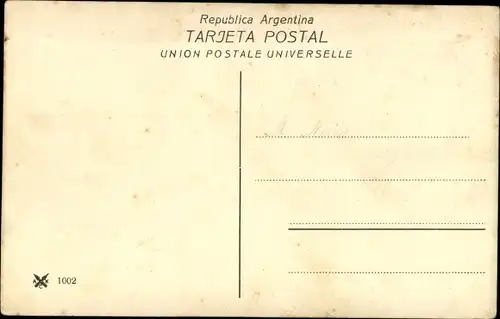 Republica Argentina
TARJETA POSTAL
UNION POSTALE UNIVERSELLE
1002